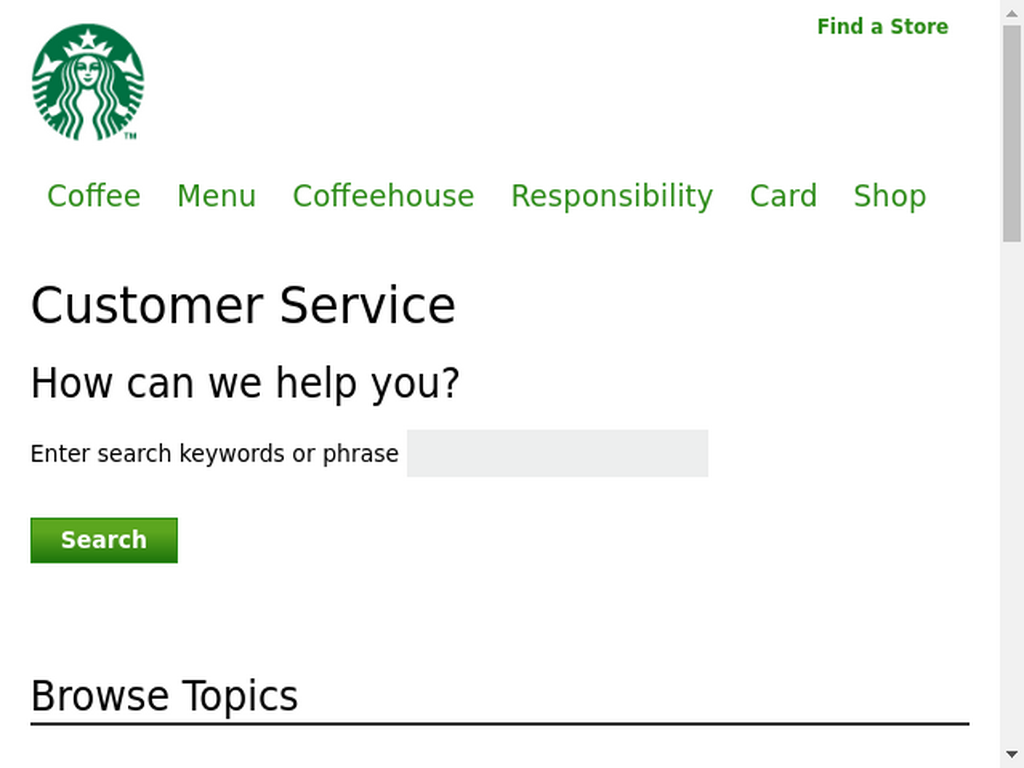 Find a Store
TM
Coffee Menu Coffeehouse Responsibility Card Shop
Customer Service
How can we help you?
Enter search keywords or phrase
Search
Browse Topics